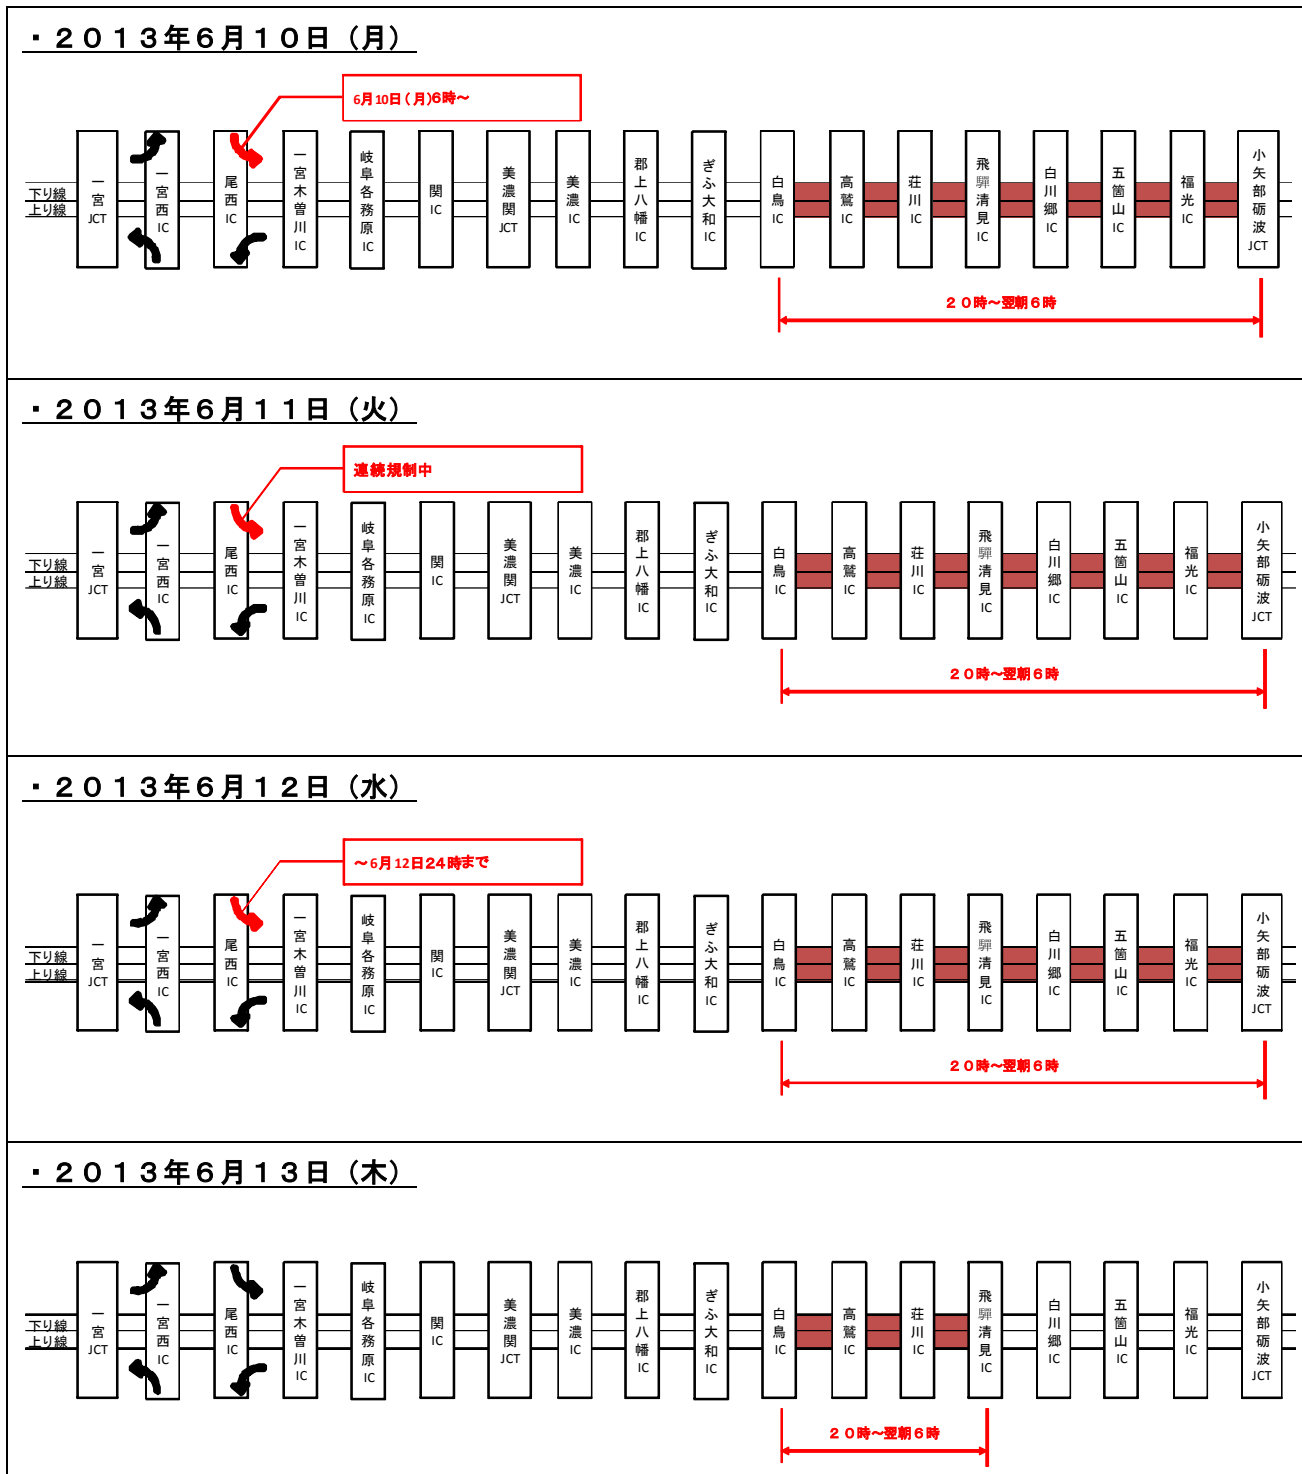 ・２０１３年６月１０日（月）
6月10日(月)6時～
下り線
上り線
一宮JCT
一宮西IC
尾西IC
一宮木曽川IC
岐阜各務原IC
関IC
美濃関JCT
美濃IC
郡上八幡IC
ぎふ大和IC
白鳥IC
高鷲IC
荘川IC
飛騨清見IC
白川郷IC
五箇山IC
福光IC
小矢部砺波JCT
２０時～翌朝６時
・２０１３年６月１１日（火）
連続規制中
下り線
上り線
一宮JCT
一宮西IC
尾西IC
一宮木曽川IC
岐阜各務原IC
関IC
美濃関JCT
美濃IC
郡上八幡IC
ぎふ大和IC
白鳥IC
高鷲IC
荘川IC
飛騨清見IC
白川郷IC
五箇山IC
福光IC
小矢部砺波JCT
２０時～翌朝６時
・２０１３年６月１２日（水）
～6月12日24時まで
下り線
上り線
一宮JCT
一宮西IC
尾西IC
一宮木曽川IC
岐阜各務原IC
関IC
美濃関JCT
美濃IC
郡上八幡IC
ぎふ大和IC
白鳥IC
高鷲IC
荘川IC
飛騨清見IC
白川郷IC
五箇山IC
福光IC
小矢部砺波JCT
２０時～翌朝６時
・２０１３年６月１３日（木）
下り線
上り線
一宮JCT
一宮西IC
尾西IC
一宮木曽川IC
岐阜各務原IC
関IC
美濃関JCT
美濃IC
郡上八幡IC
ぎふ大和IC
白鳥IC
高鷲IC
荘川IC
飛騨清見IC
白川郷IC
五箇山IC
福光IC
小矢部砺波JCT
２０時～翌朝６時